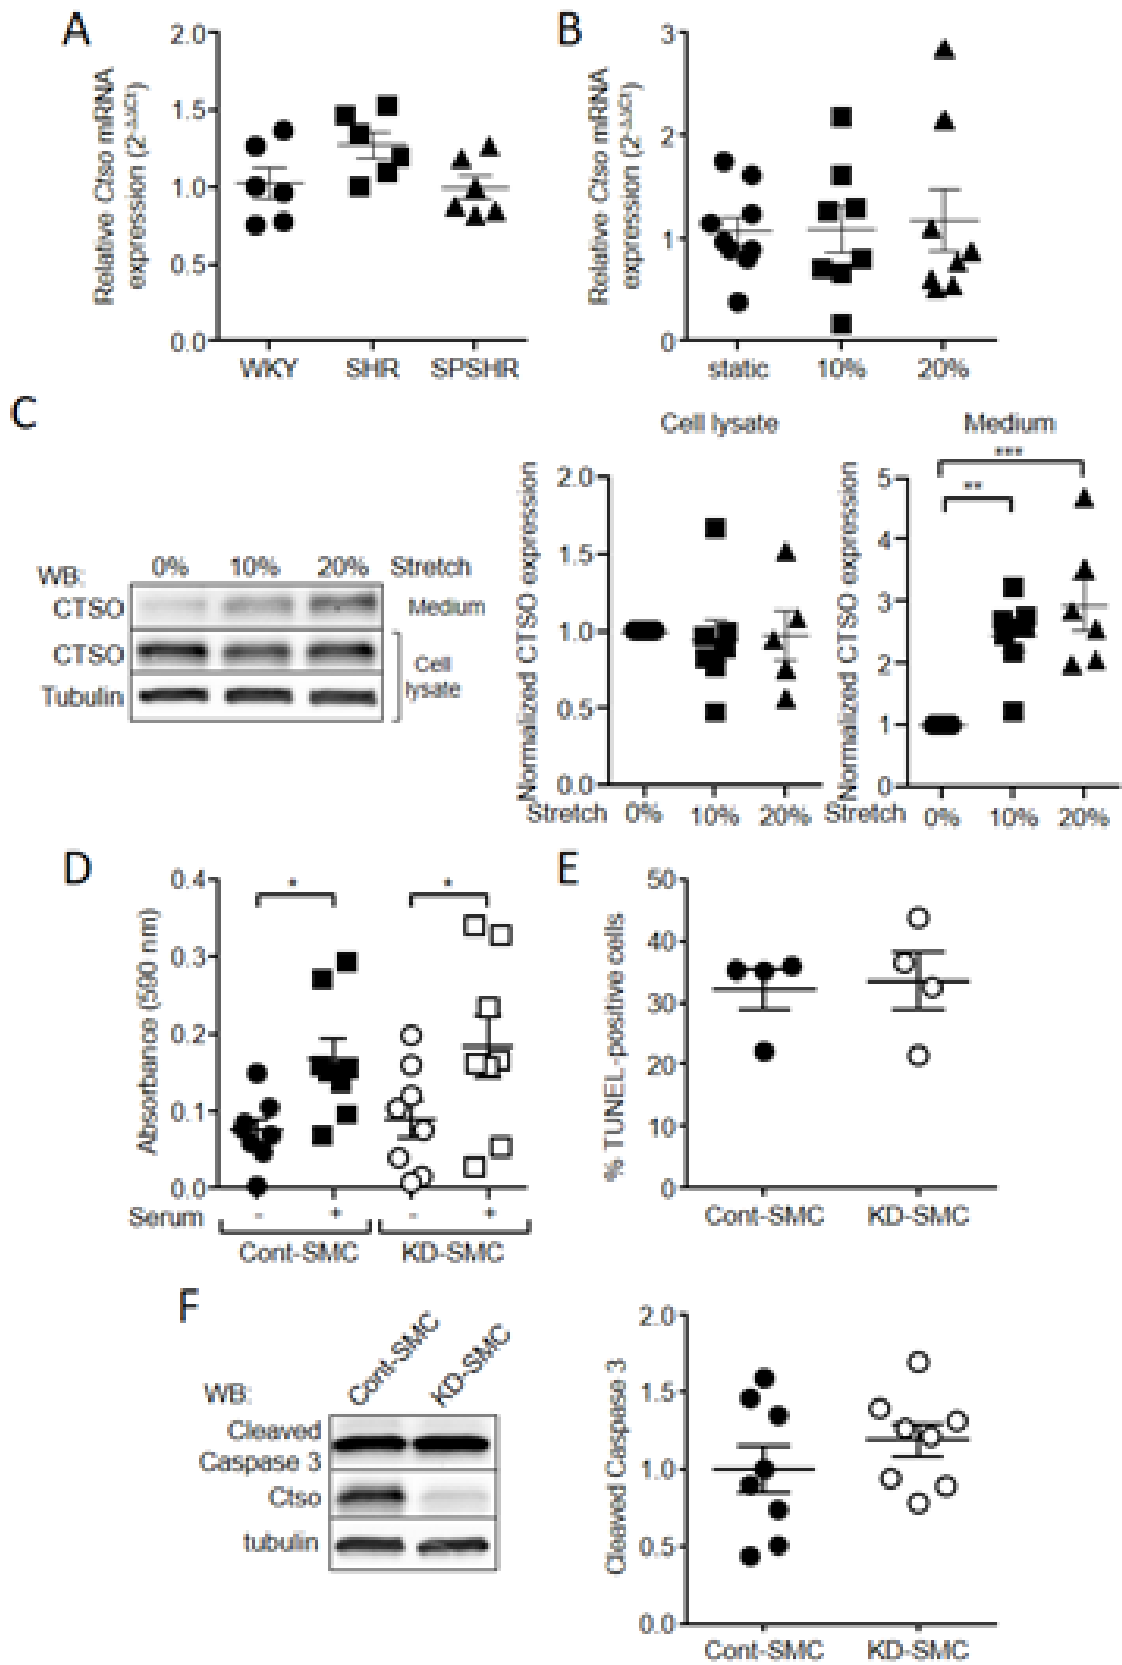 A
Relative Ctso mRNA
expression (2^-ΔΔCt)
2.0
1.5
1.0
0.5
0.0
WKY SHR SPSHR
B
Relative Ctso mRNA
expression (2^-ΔΔCt)
3
2
1
0
static 10% 20%
C
WB:
0% 10% 20% Stretch
CTSO Medium
CTSO
Tubulin
Cell
lysate
Cell lysate
Normalized CTSO expression
2.0
1.5
1.0
0.5
0.0
Stretch 0% 10% 20%
Medium
***
**
Normalized CTSO expression
5
4
3
2
1
0
Stretch 0% 10% 20%
D
Absorbance (590 nm)
0.4
0.3
0.2
0.1
0.0
* *
Serum - + - +
Cont-SMC KD-SMC
E
% TUNEL-positive cells
50
40
30
20
10
0
Cont-SMC KD-SMC
F
WB:
Cont-SMC
KD-SMC
Cleaved
Caspase 3
Ctso
tubulin
Cleaved Caspase 3
2.0
1.5
1.0
0.5
0.0
Cont-SMC KD-SMC